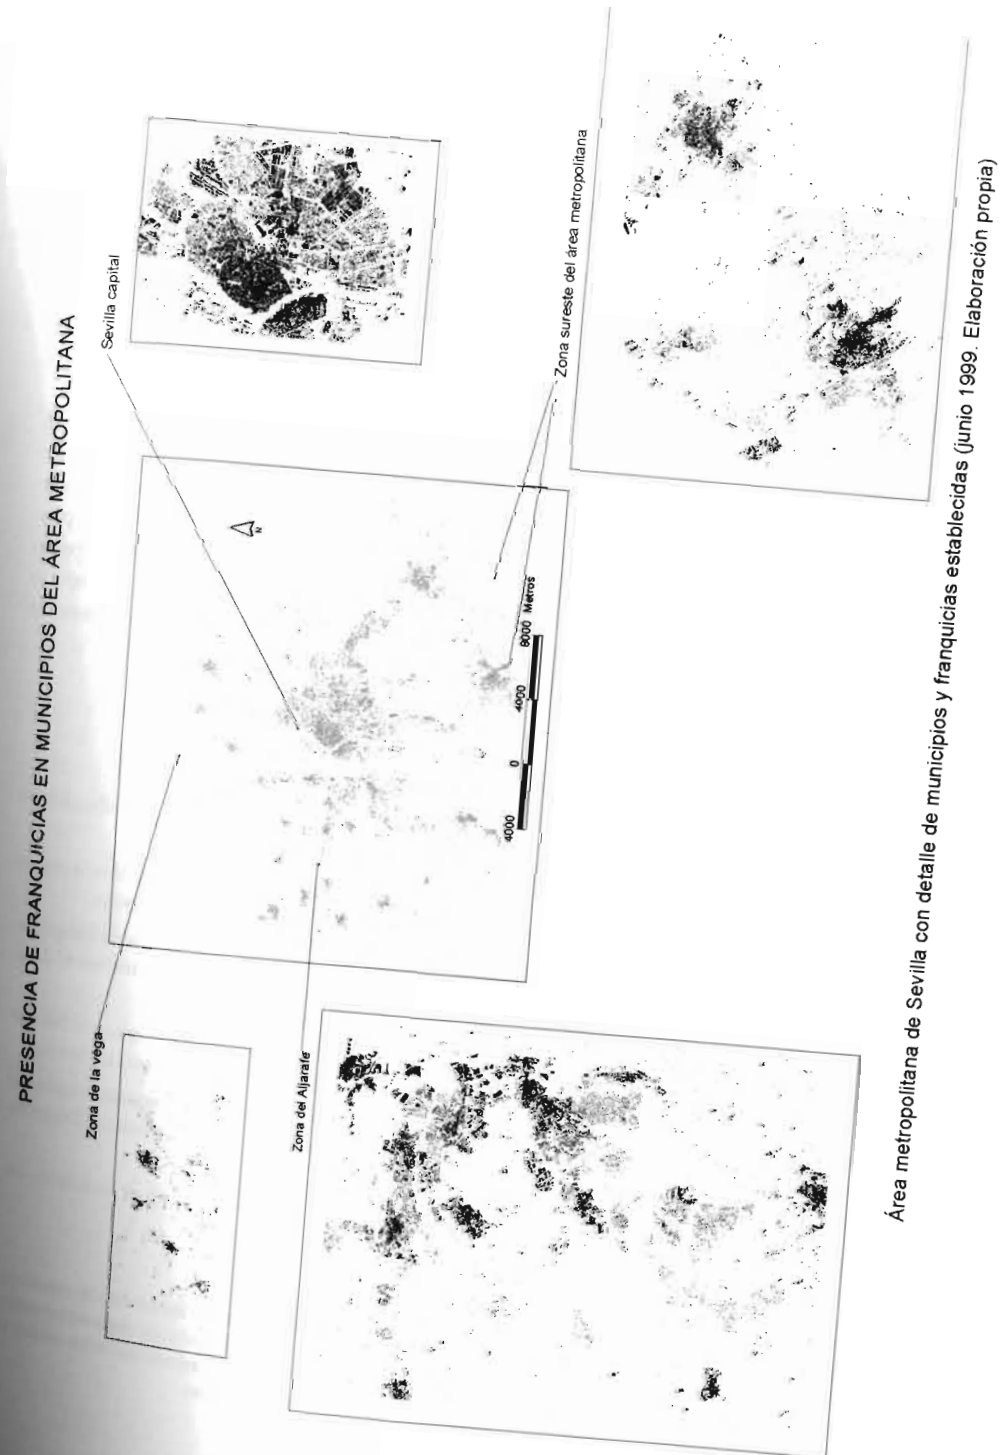 PRESENCIA DE FRANQUICIAS EN MUNICIPIOS DEL ÁREA METROPOLITANA
Zona de la vega
Sevilla capital
Zona del Aljarafe
N
4000 0 4000 8000 Metros
Zona sureste del área metropolitana
Área metropolitana de Sevilla con detalle de municipios y franquicias establecidas (junio 1999. Elaboración propia)